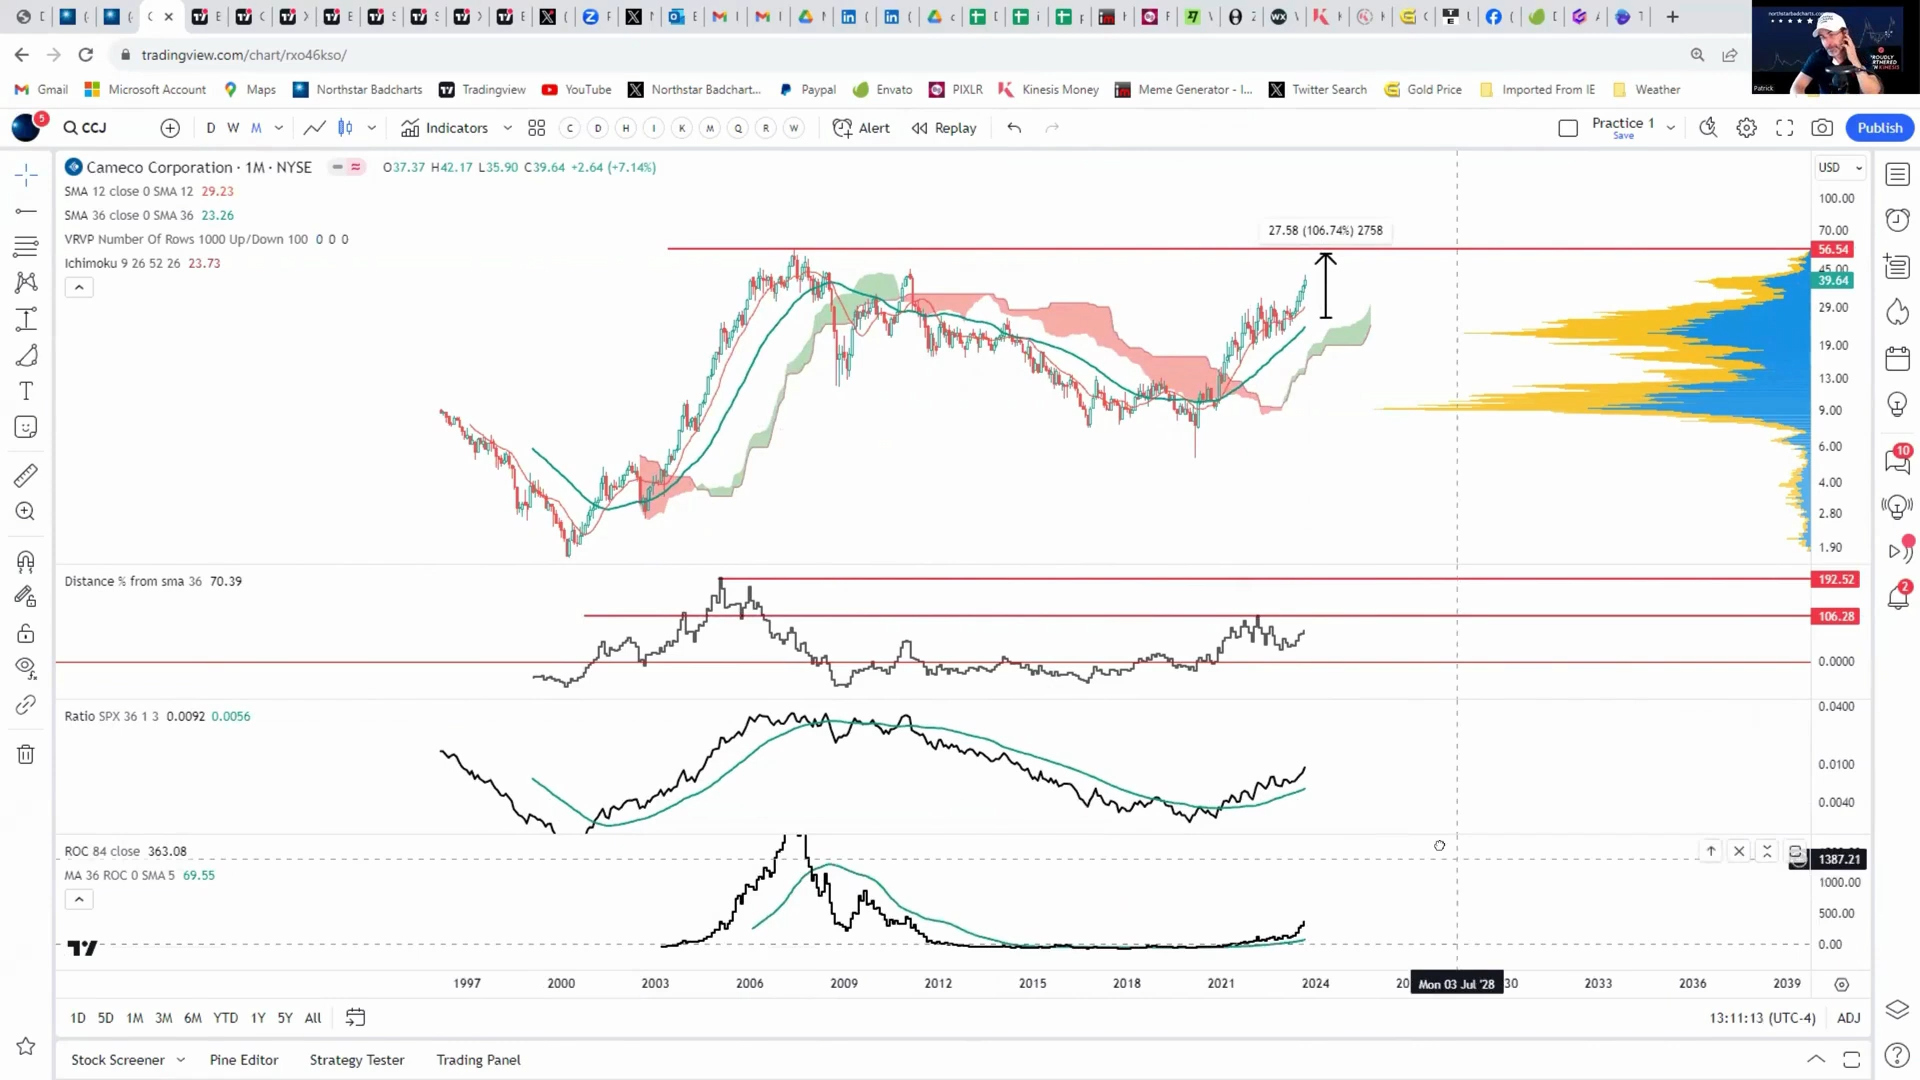 tradingview.com/chart/rxo46kso/
Gmail Microsoft Account Maps Northstar Badcharts Tradingview YouTube Northstar Badchart... Paypal Envato PIXLR Kinesis Money Meme Generator - I... Twitter Search Gold Price Imported From IE Weather
northstarbadcharts.com
Patrick
5
CCJ D W M Indicators C D H I K M Q R W Alert Replay Practice 1 Save Publish
Cameco Corporation · 1M · NYSE O37.37 H42.17 L35.90 C39.64 +2.64 (+7.14%)
USD
SMA 12 close 0 SMA 12 29.23
SMA 36 close 0 SMA 36 23.26
VRVP Number Of Rows 1000 Up/Down 100 0 0 0
Ichimoku 9 26 52 26 23.73
27.58 (106.74%) 2758
100.00
70.00
56.54
45.00
39.64
29.00
19.00
13.00
9.00
6.00
4.00
2.80
1.90
10
2
Distance % from sma 36 70.39
192.52
106.28
0.0000
Ratio SPX 36 1 3 0.0092 0.0056
0.0400
0.0100
0.0040
ROC 84 close 363.08
MA 36 ROC 0 SMA 5 69.55
1387.21
1000.00
500.00
0.00
1997 2000 2003 2006 2009 2012 2015 2018 2021 2024 20 Mon 03 Jul '28 30 2033 2036 2039
1D 5D 1M 3M 6M YTD 1Y 5Y All 13:11:13 (UTC-4) ADJ
Stock Screener Pine Editor Strategy Tester Trading Panel